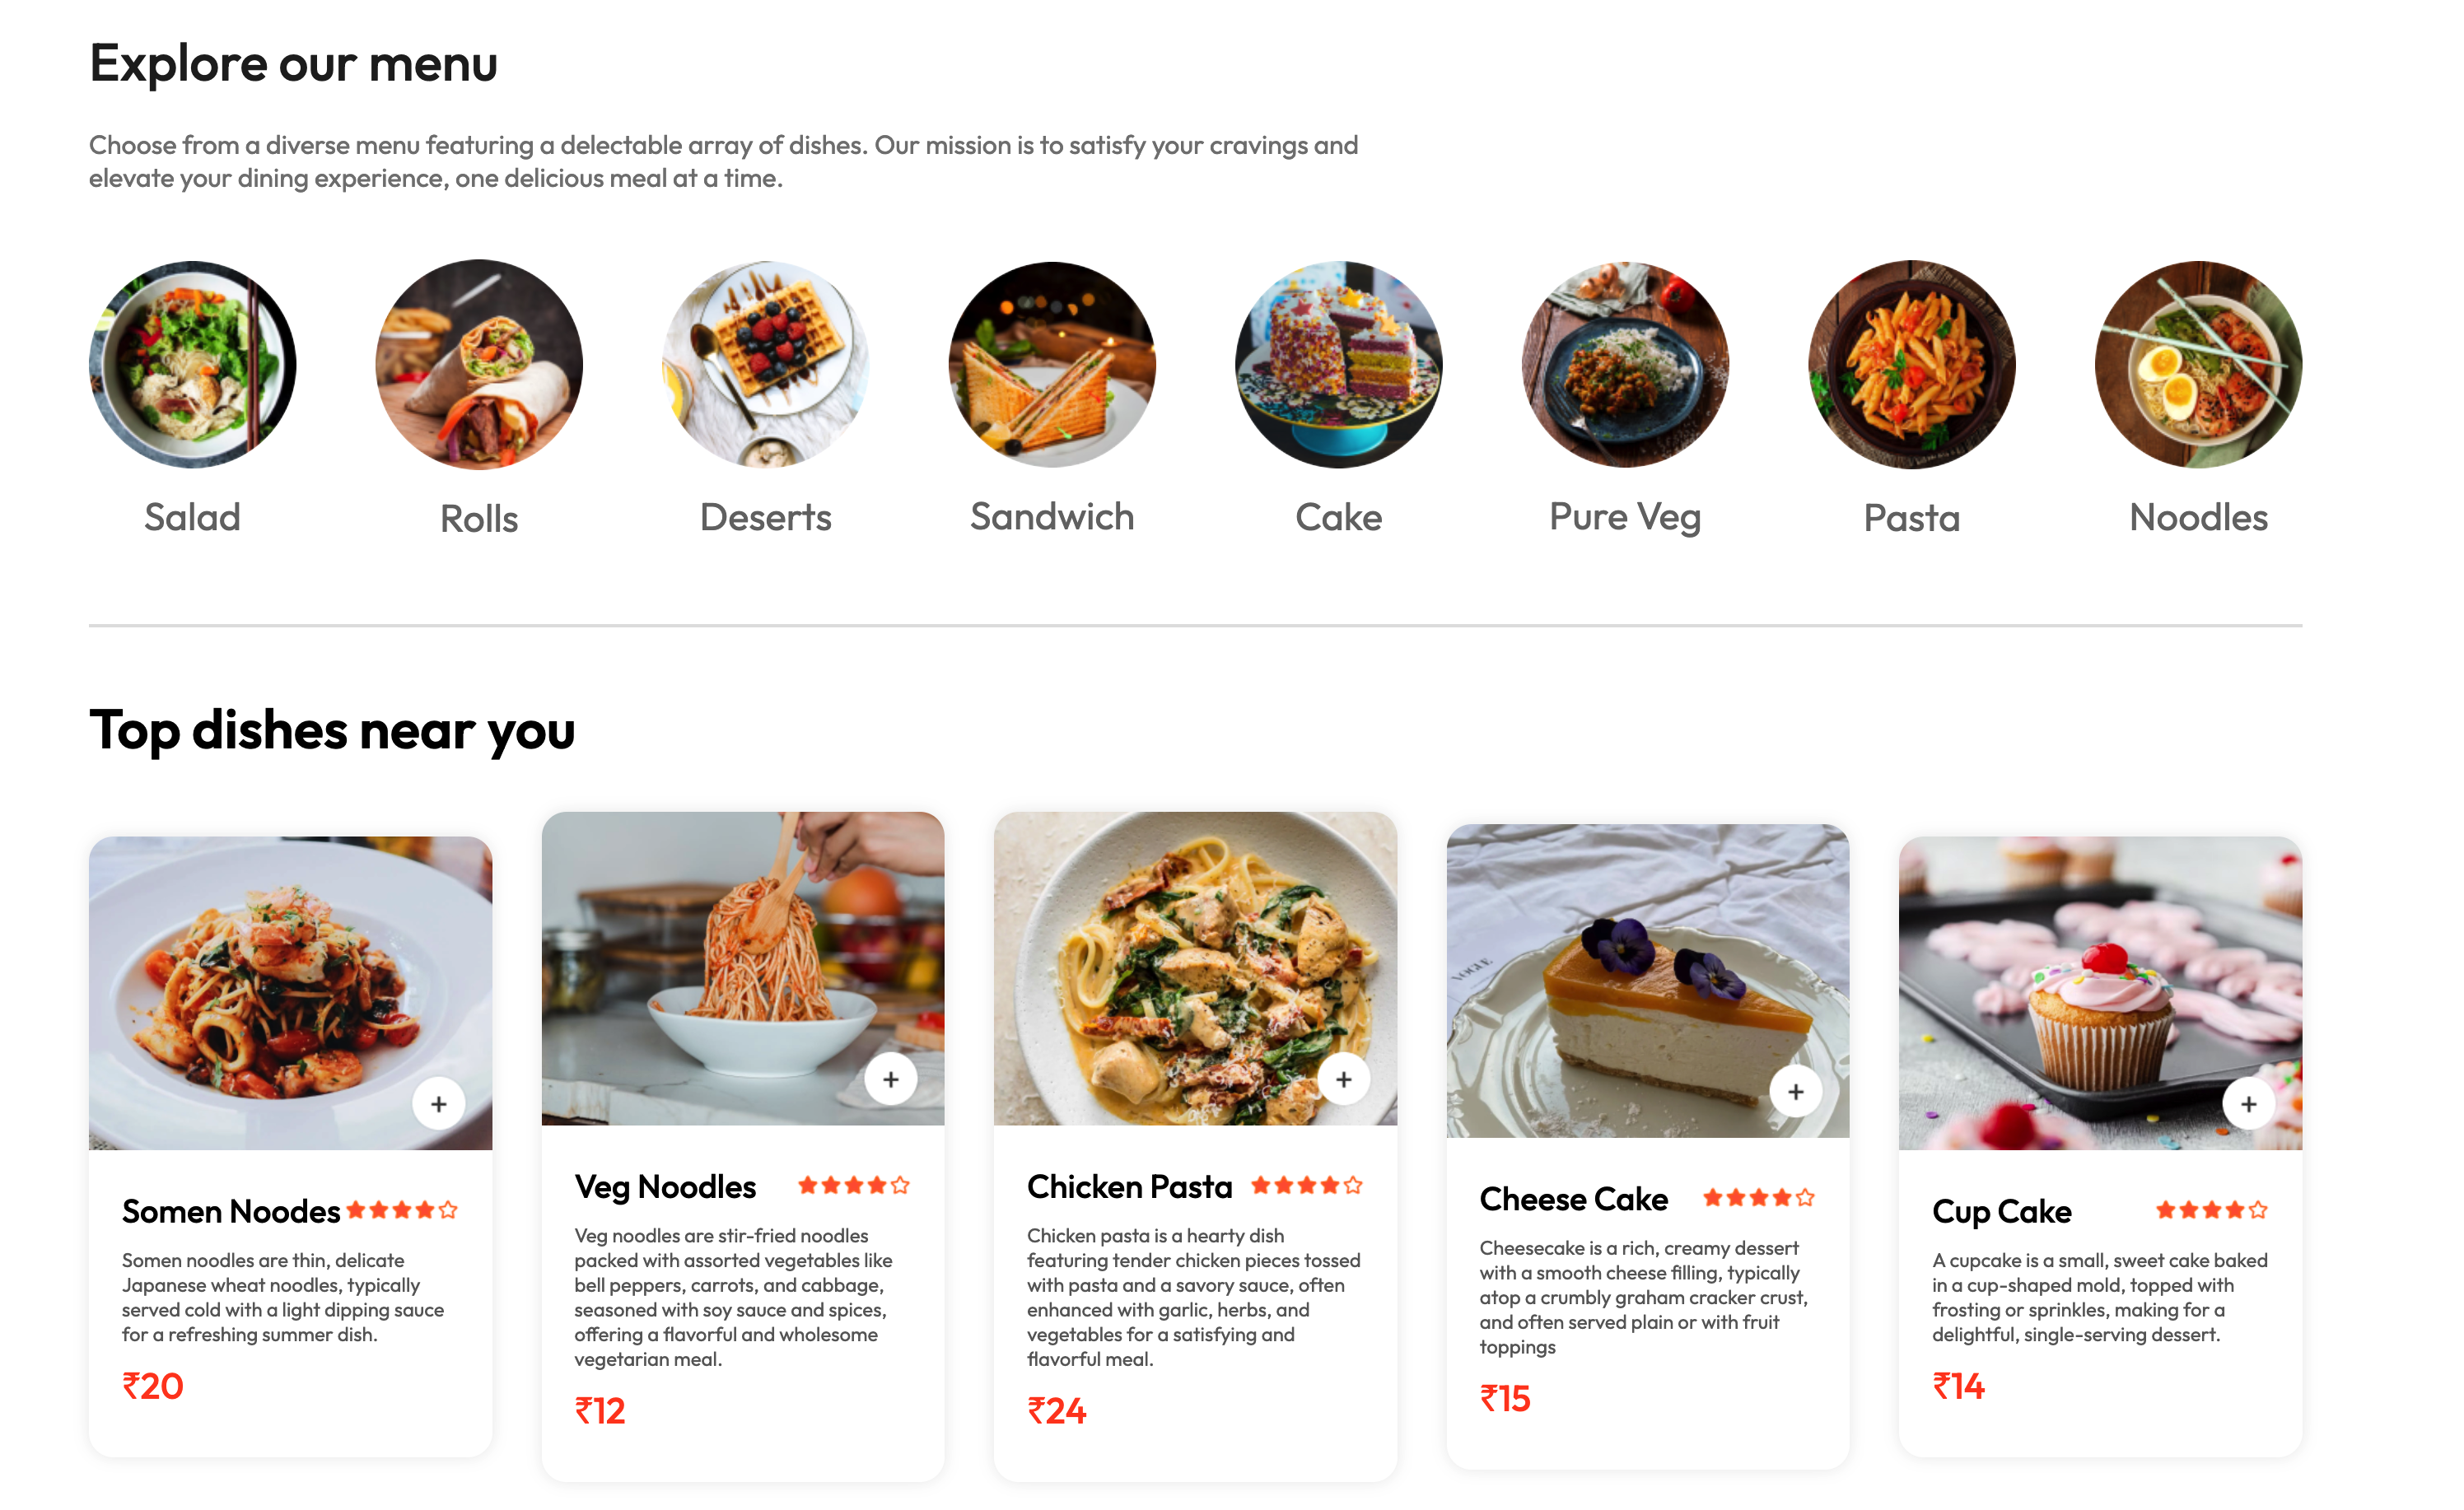 Explore our menu
Choose from a diverse menu featuring a delectable array of dishes. Our mission is to satisfy your cravings and
elevate your dining experience, one delicious meal at a time.
Salad
Rolls
Deserts
Sandwich
Cake
Pure Veg
Pasta
Noodles
Top dishes near you
+
Somen Noodes
Somen noodles are thin, delicate
Japanese wheat noodles, typically
served cold with a light dipping sauce
for a refreshing summer dish.
₹20
+
Veg Noodles
Veg noodles are stir-fried noodles
packed with assorted vegetables like
bell peppers, carrots, and cabbage,
seasoned with soy sauce and spices,
offering a flavorful and wholesome
vegetarian meal.
₹12
+
Chicken Pasta
Chicken pasta is a hearty dish
featuring tender chicken pieces tossed
with pasta and a savory sauce, often
enhanced with garlic, herbs, and
vegetables for a satisfying and
flavorful meal.
₹24
VOGUE
+
Cheese Cake
Cheesecake is a rich, creamy dessert
with a smooth cheese filling, typically
atop a crumbly graham cracker crust,
and often served plain or with fruit
toppings
₹15
+
Cup Cake
A cupcake is a small, sweet cake baked
in a cup-shaped mold, topped with
frosting or sprinkles, making for a
delightful, single-serving dessert.
₹14